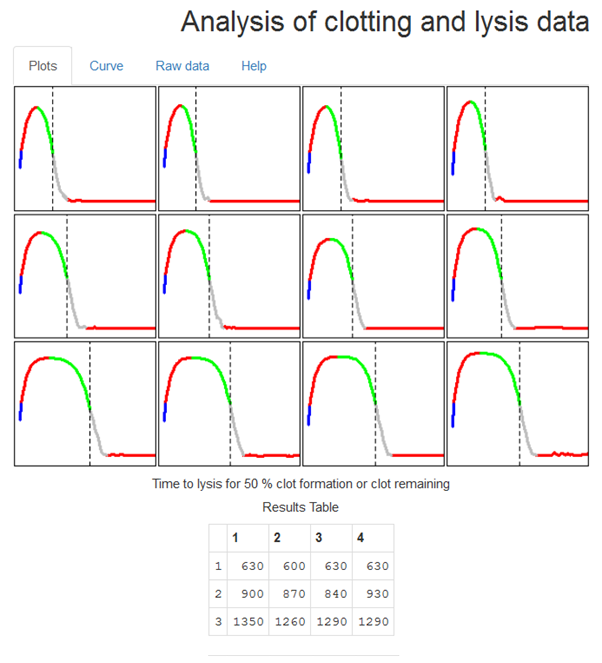 Analysis of clotting and lysis data
Plots Curve Raw data Help
Time to lysis for 50 % clot formation or clot remaining
Results Table
1 2 3 4
1 630 600 630 630
2 900 870 840 930
3 1350 1260 1290 1290